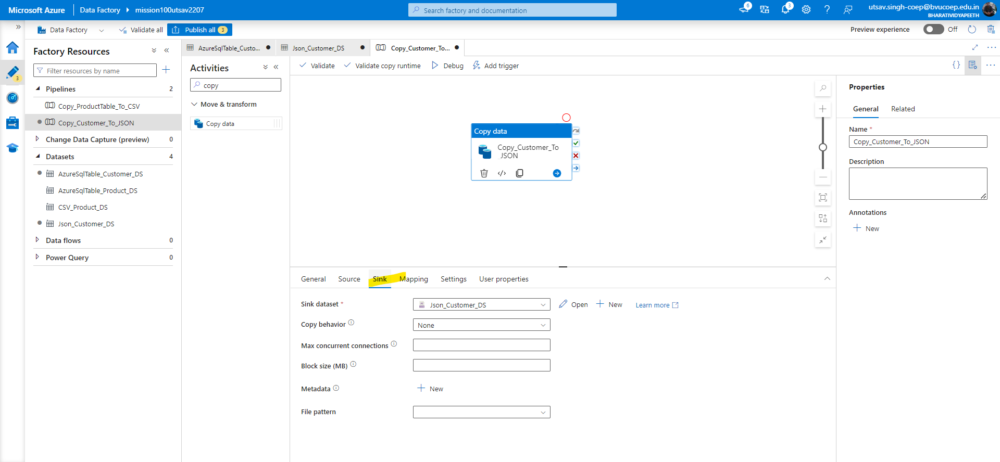 Microsoft Azure
Data Factory
mission100utsav2207
Search factory and documentation
6
3
utsav.singh-coep@bvucoep.edu.in
BHARATIVIDYAPEETH
Data Factory
Validate all
Publish all
3
Preview experience
Off
3
Factory Resources
Filter resources by name
Pipelines
2
Copy_ProductTable_To_CSV
Copy_Customer_To_JSON
Change Data Capture (preview)
0
Datasets
4
AzureSqlTable_Customer_DS
AzureSqlTable_Product_DS
CSV_Product_DS
Json_Customer_DS
Data flows
0
Power Query
0
AzureSqlTable_Custo...
Json_Customer_DS
Copy_Customer_To...
Activities
copy
Move & transform
Copy data
Validate
Validate copy runtime
Debug
Add trigger
Copy data
Copy_Customer_To
_JSON
General
Source
Sink
Mapping
Settings
User properties
Sink dataset *
Json_Customer_DS
Open
New
Learn more
Copy behavior
None
Max concurrent connections
Block size (MB)
Metadata
New
File pattern
Properties
General
Related
Name *
Copy_Customer_To_JSON
Description
Annotations
New